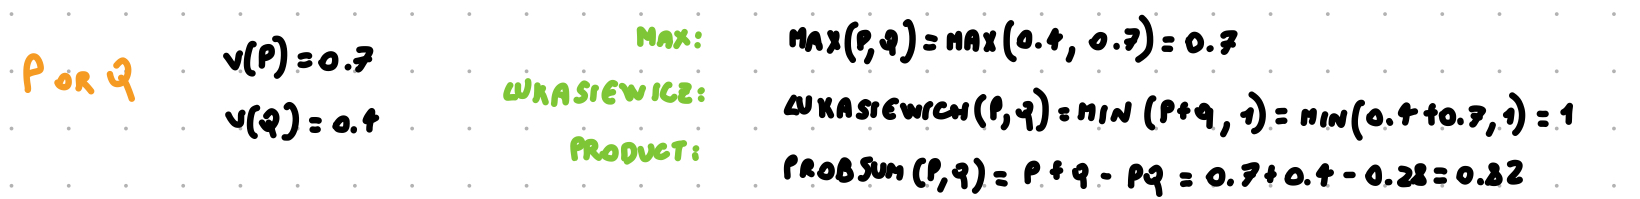 P OR Q
V(P) = 0.7
V(Q) = 0.4
MAX:
ŁUKASIEWICZ:
PRODUCT:
MAX(P,Q) = MAX(0.4, 0.7) = 0.7
ŁUKASIEWICH(P,Q) = MIN (P+Q, 1) = MIN(0.4+0.7, 1) = 1
PROBSUM (P,Q) = P + Q - PQ = 0.7 + 0.4 - 0.28 = 0.82